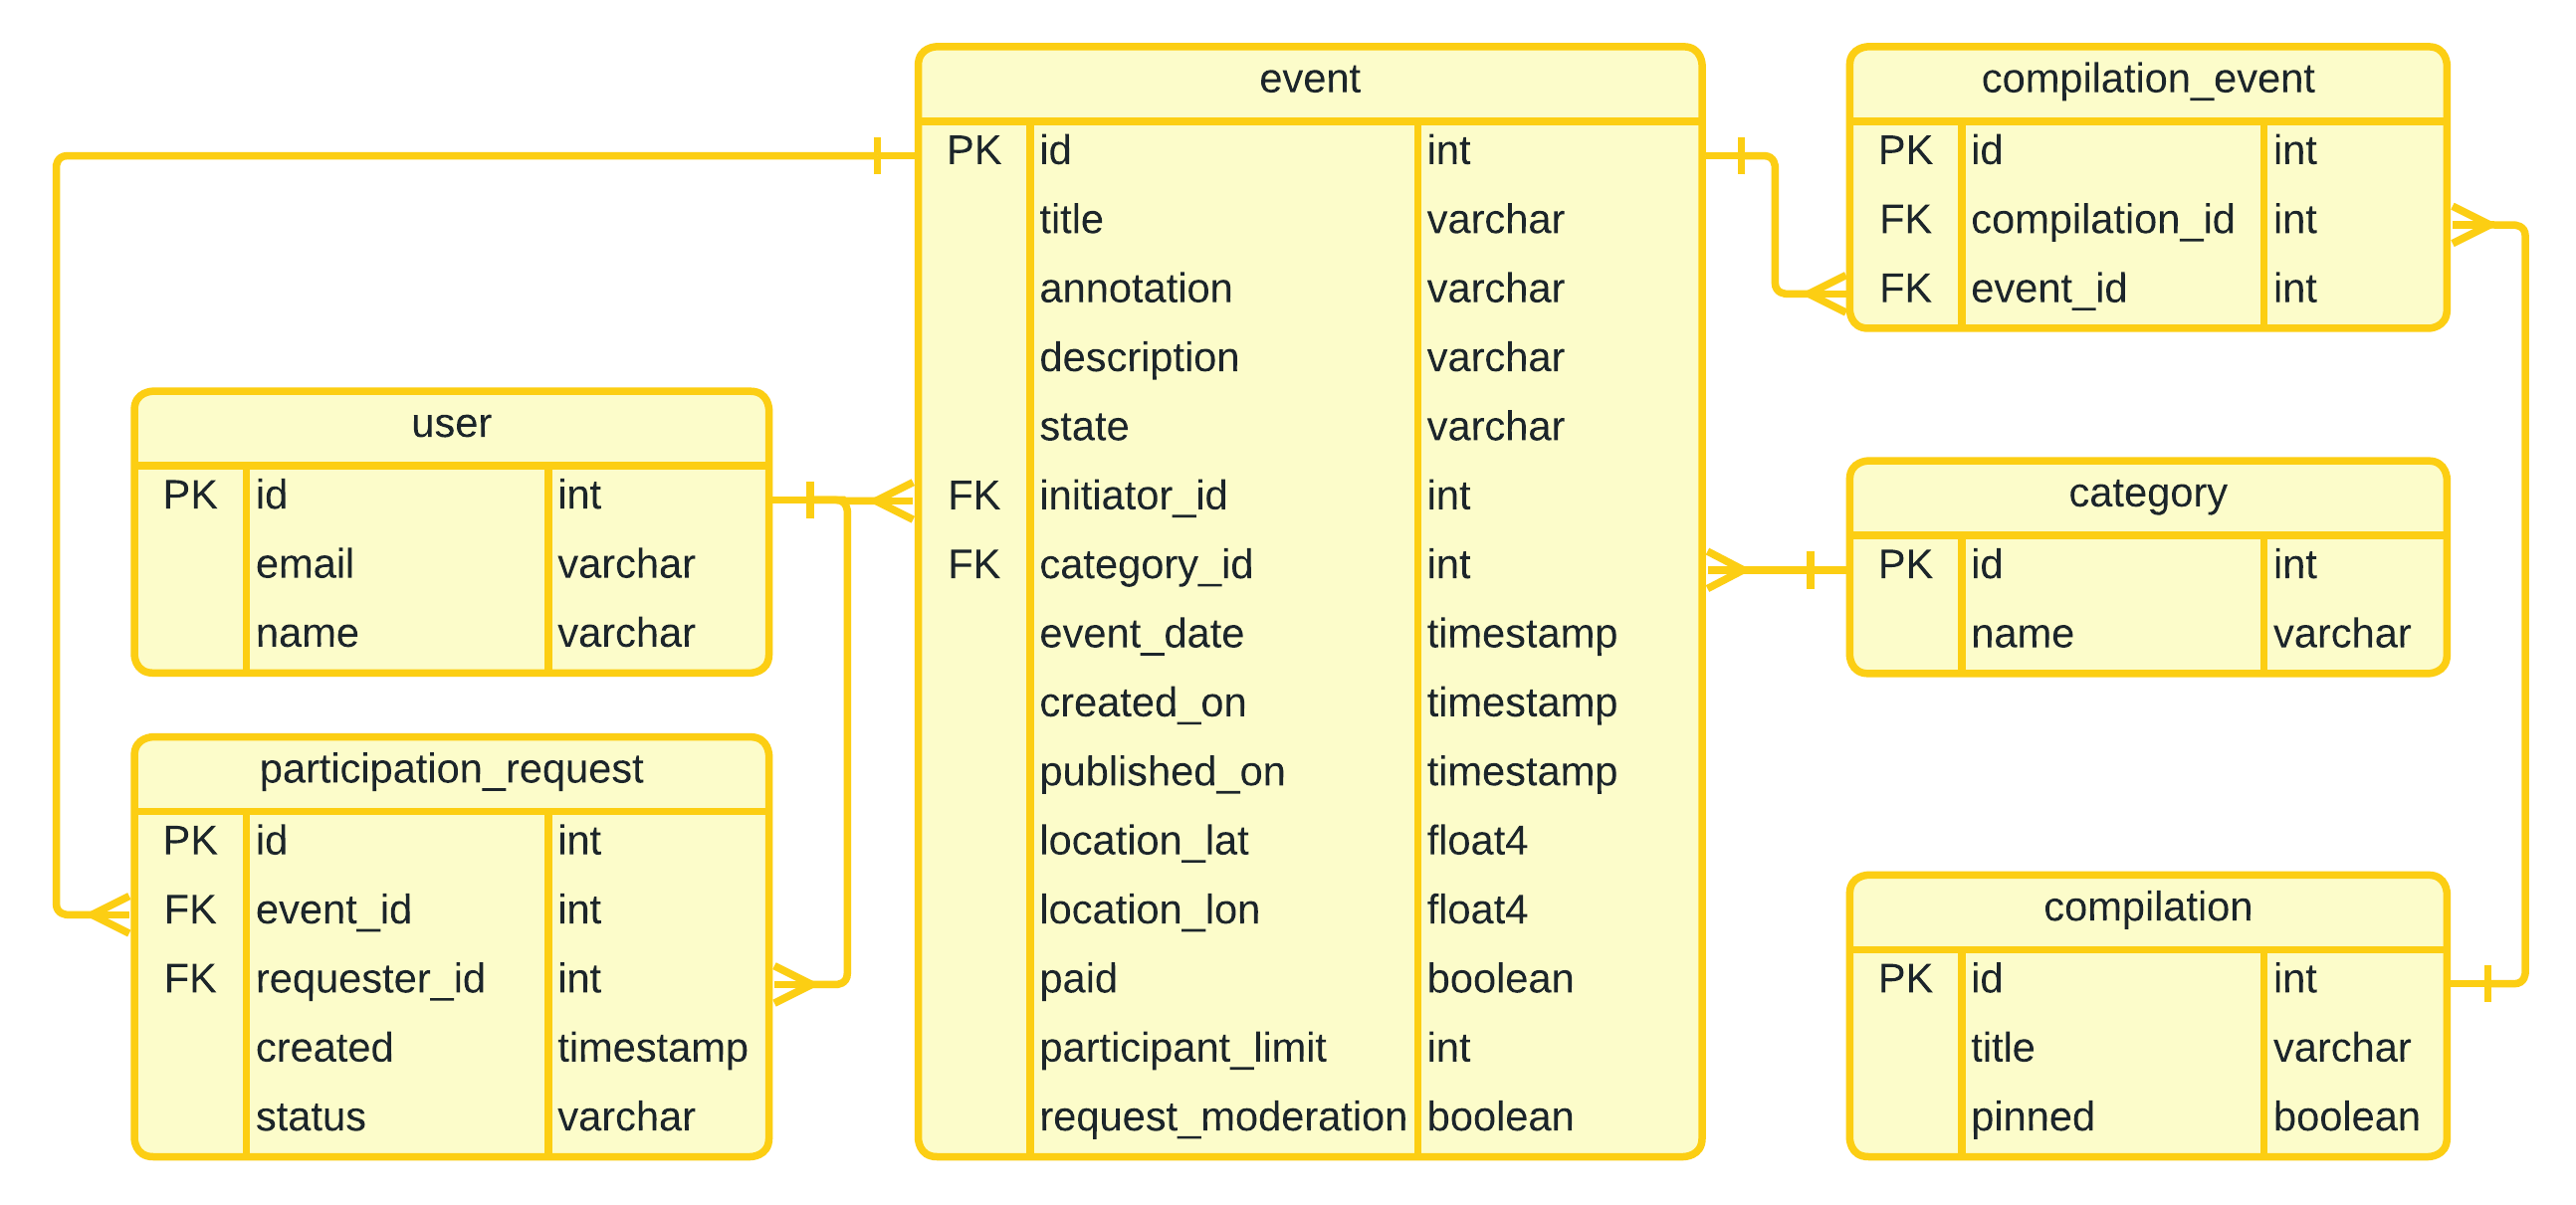 event
PK id int
title varchar
annotation varchar
description varchar
state varchar
FK initiator_id int
FK category_id int
event_date timestamp
created_on timestamp
published_on timestamp
location_lat float4
location_lon float4
paid boolean
participant_limit int
request_moderation boolean
compilation_event
PK id int
FK compilation_id int
FK event_id int
user
PK id int
email varchar
name varchar
category
PK id int
name varchar
participation_request
PK id int
FK event_id int
FK requester_id int
created timestamp
status varchar
compilation
PK id int
title varchar
pinned boolean